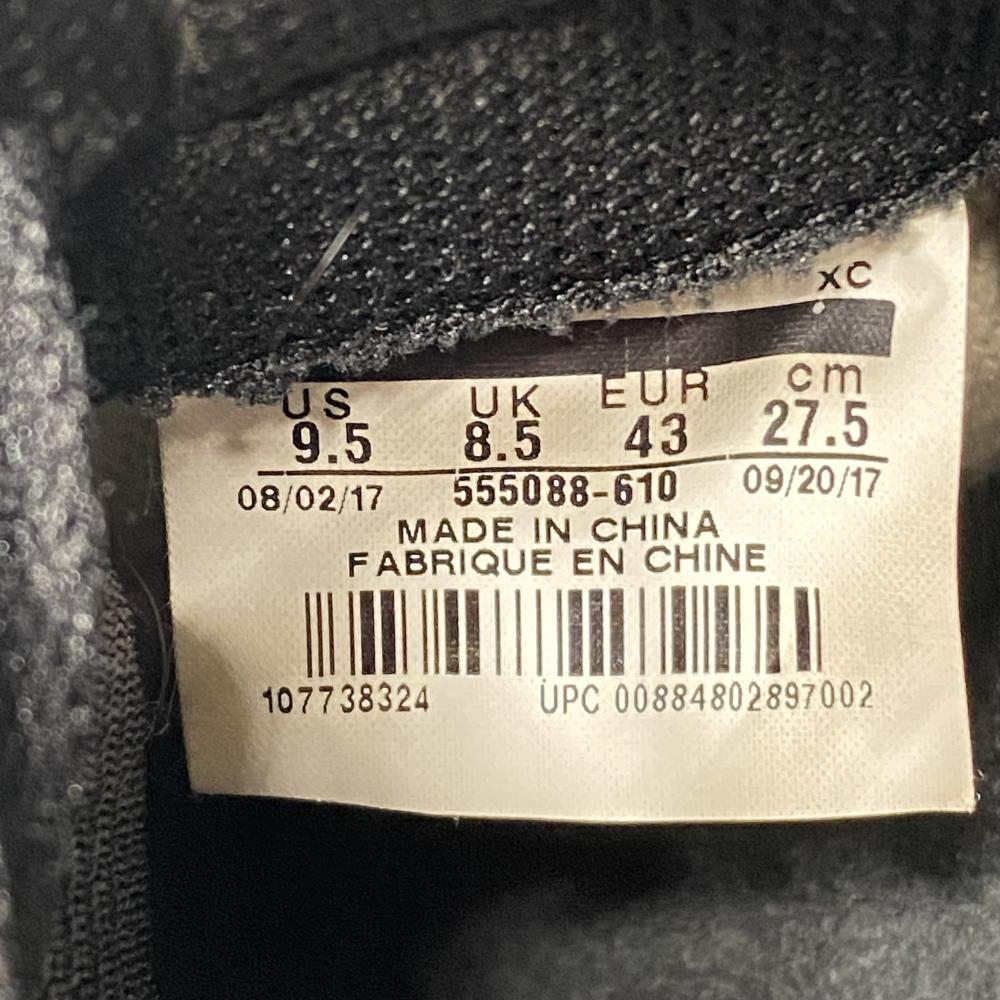 XC
US UK EUR cm
9.5 8.5 43 27.5
08/02/17 555088-610 09/20/17
MADE IN CHINA
FABRIQUE EN CHINE
107738324 UPC 00884802897002